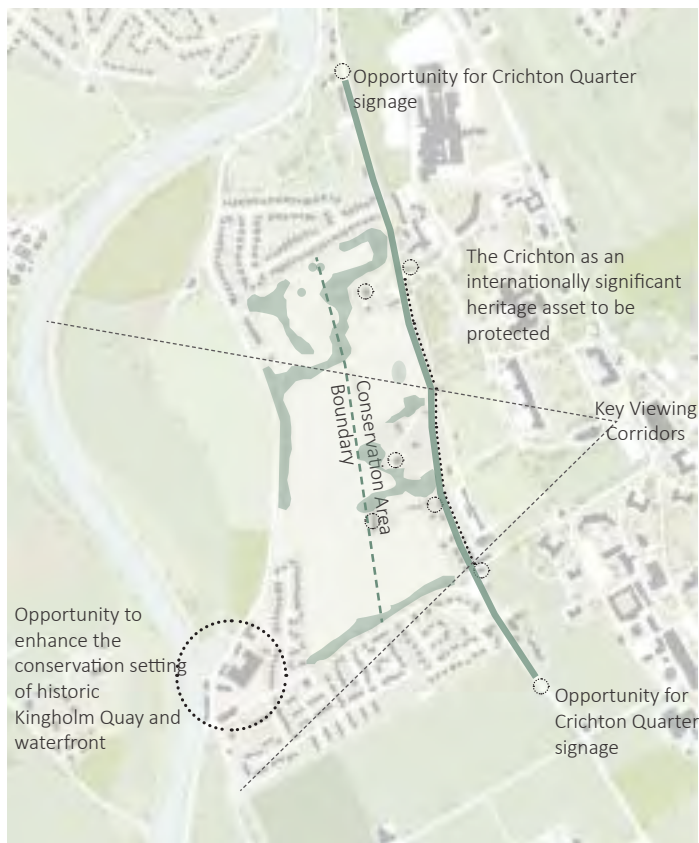 Opportunity for Crichton Quarter
signage
The Crichton as an
internationally significant
heritage asset to be
protected
Key Viewing
Corridors
Conservation Area
Boundary
Opportunity to
enhance the
conservation setting
of historic
Kingholm Quay and
waterfront
Opportunity for
Crichton Quarter
signage